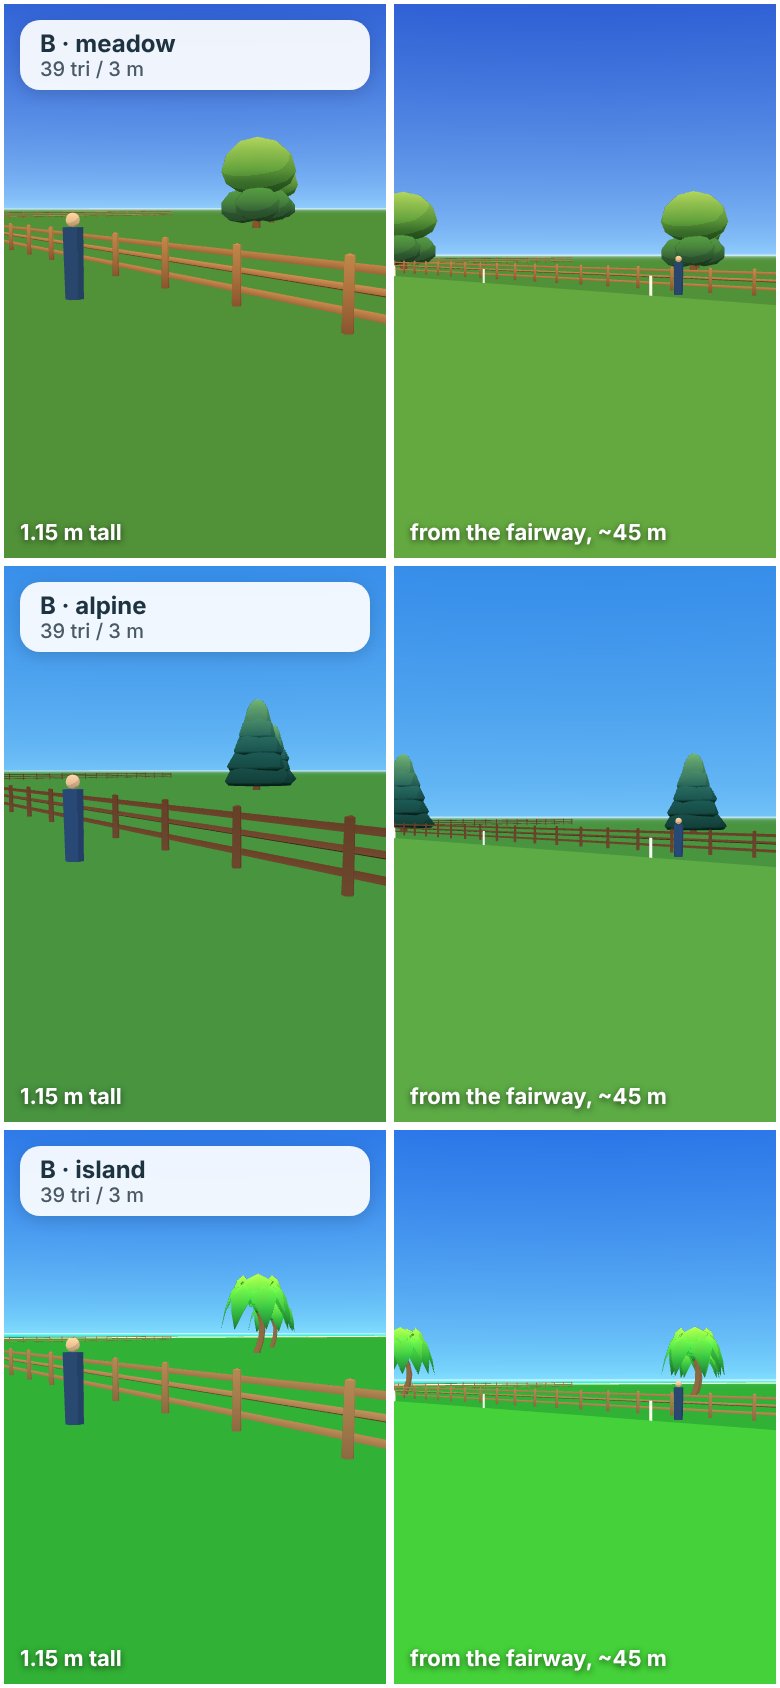 B · meadow
39 tri / 3 m
1.15 m tall
from the fairway, ~45 m
B · alpine
39 tri / 3 m
1.15 m tall
from the fairway, ~45 m
B · island
39 tri / 3 m
1.15 m tall
from the fairway, ~45 m